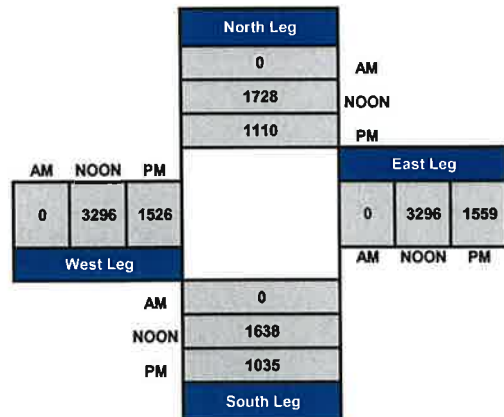 North Leg
0 AM
1728 NOON
1110 PM
AM NOON PM
East Leg
0 3296 1526
0 3296 1559
West Leg
AM NOON PM
AM 0
NOON 1638
PM 1035
South Leg